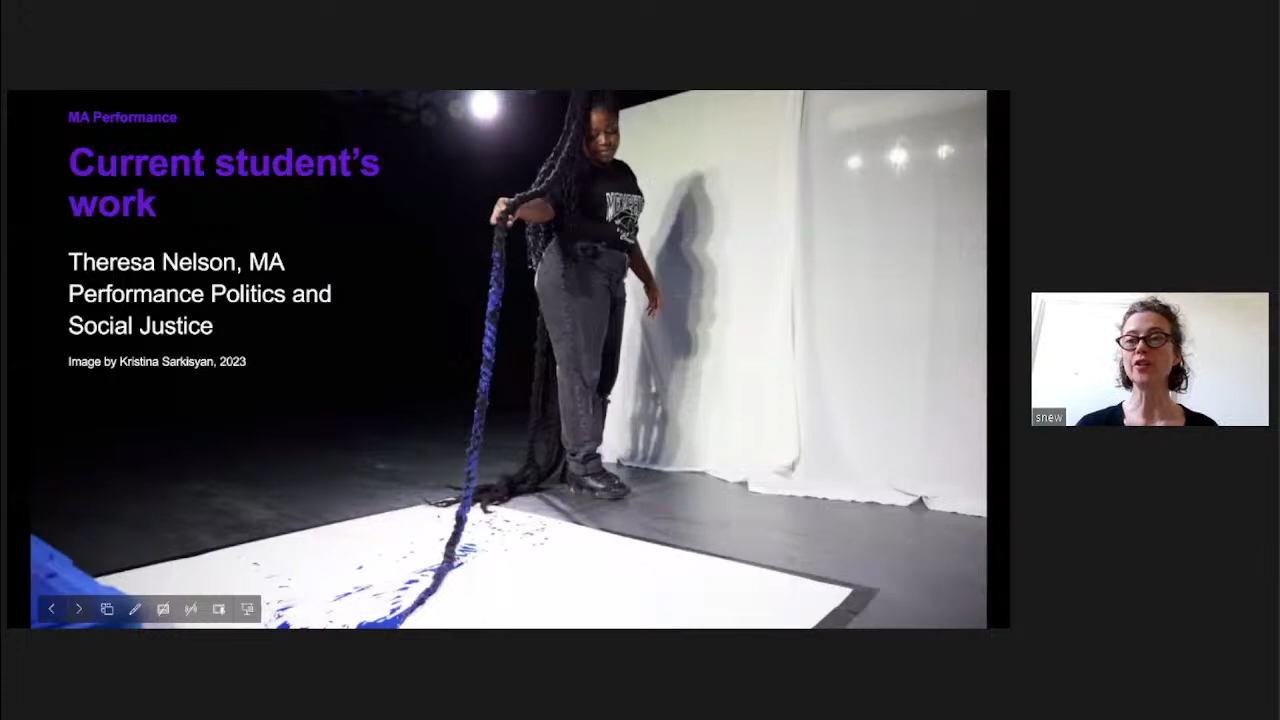 MA Performance
Current student’s
work
Theresa Nelson, MA
Performance Politics and
Social Justice
Image by Kristina Sarkisyan, 2023
snew